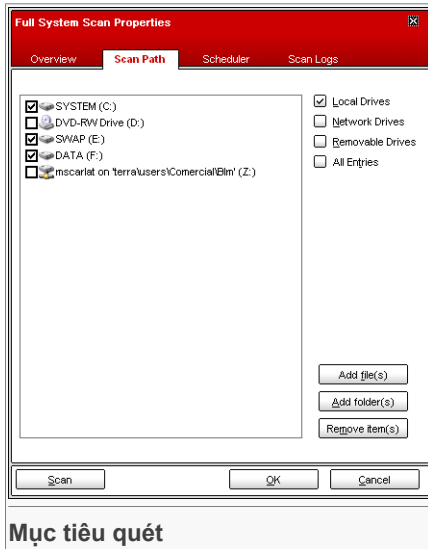 Full System Scan Properties
Overview Scan Path Scheduler Scan Logs
SYSTEM (C:)
DVD-RW Drive (D:)
SWAP (E:)
DATA (F:)
mscarlat on 'terra\users\Comercial\Blm' (Z:)
Local Drives
Network Drives
Removable Drives
All Entries
Add file(s)
Add folder(s)
Remove item(s)
Scan OK Cancel
Mục tiêu quét